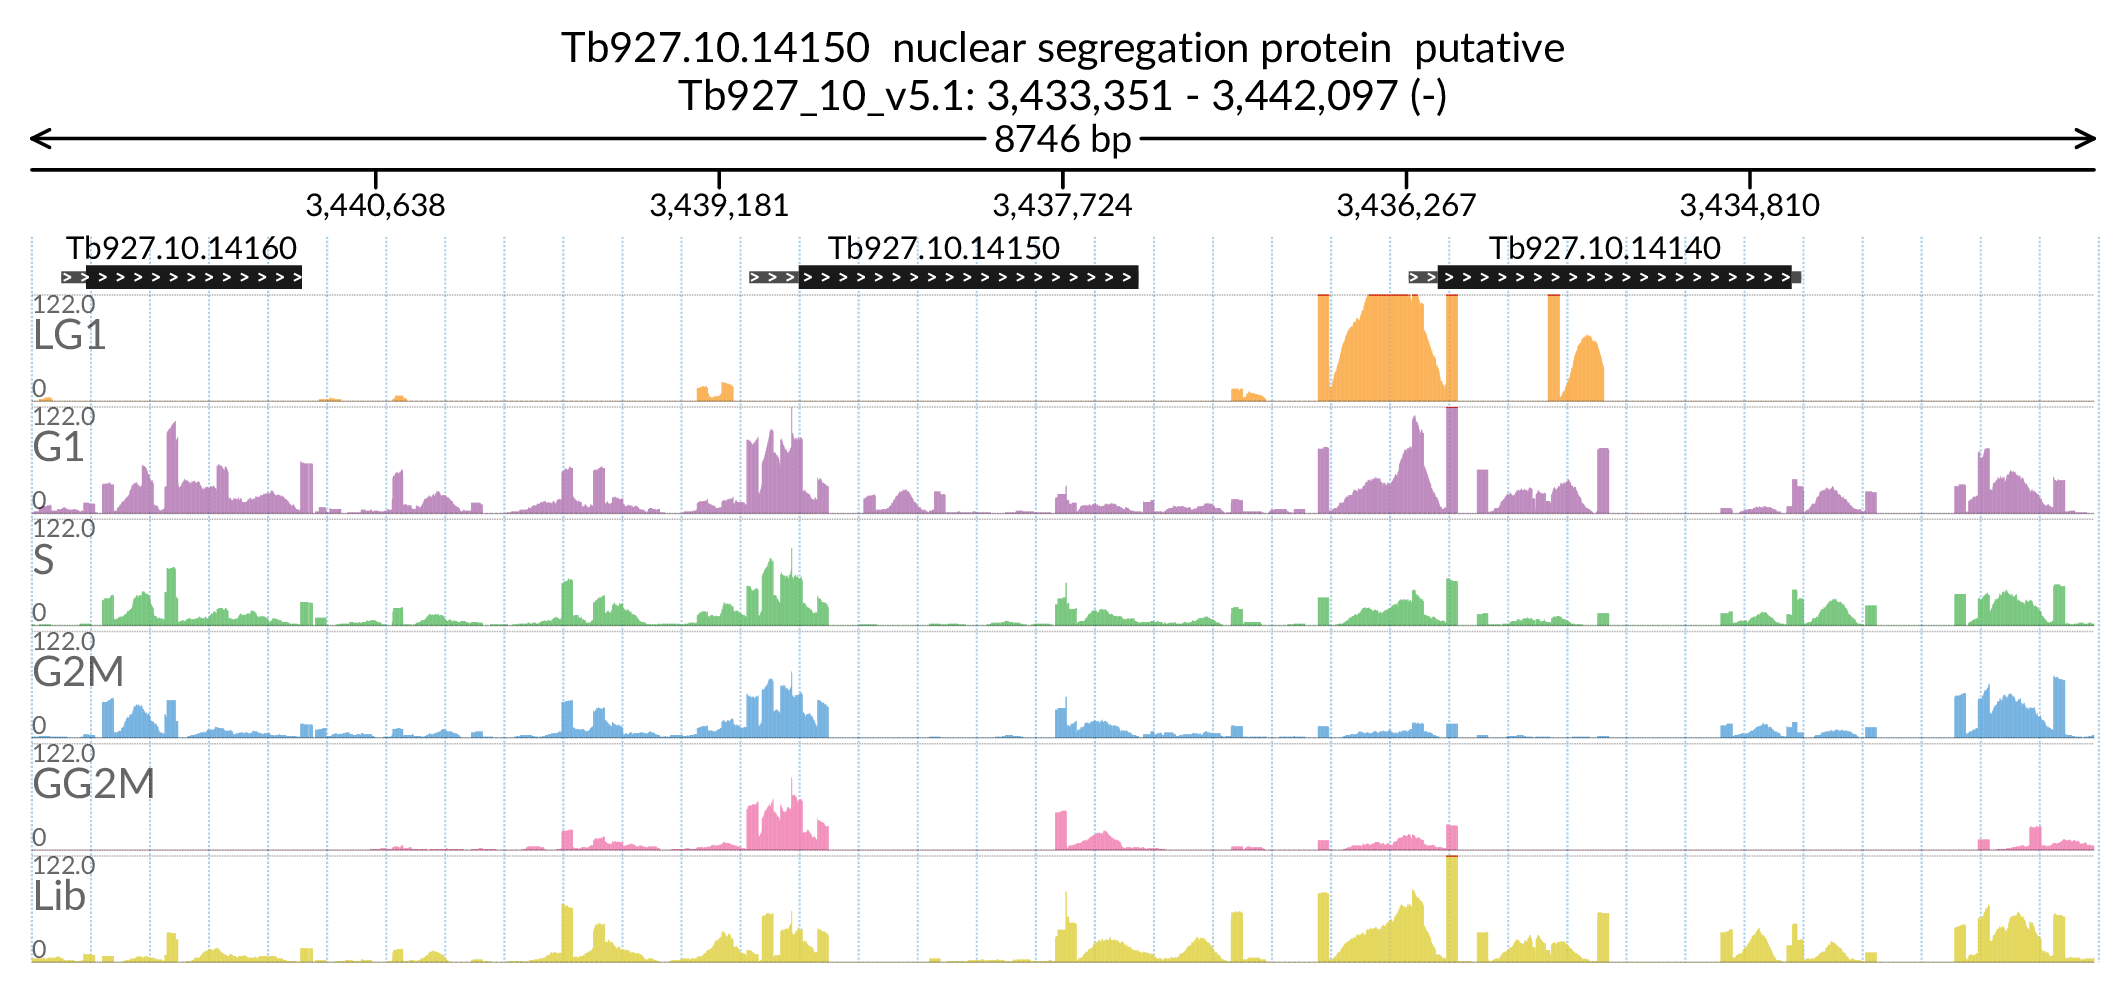 Tb927.10.14150  nuclear segregation protein  putative
Tb927_10_v5.1: 3,433,351 - 3,442,097 (-)
8746 bp
3,440,638 3,439,181 3,437,724 3,436,267 3,434,810
Tb927.10.14160 Tb927.10.14150 Tb927.10.14140
122.0
LG1
0
122.0
G1
0
122.0
S
0
122.0
G2M
0
122.0
GG2M
0
122.0
Lib
0